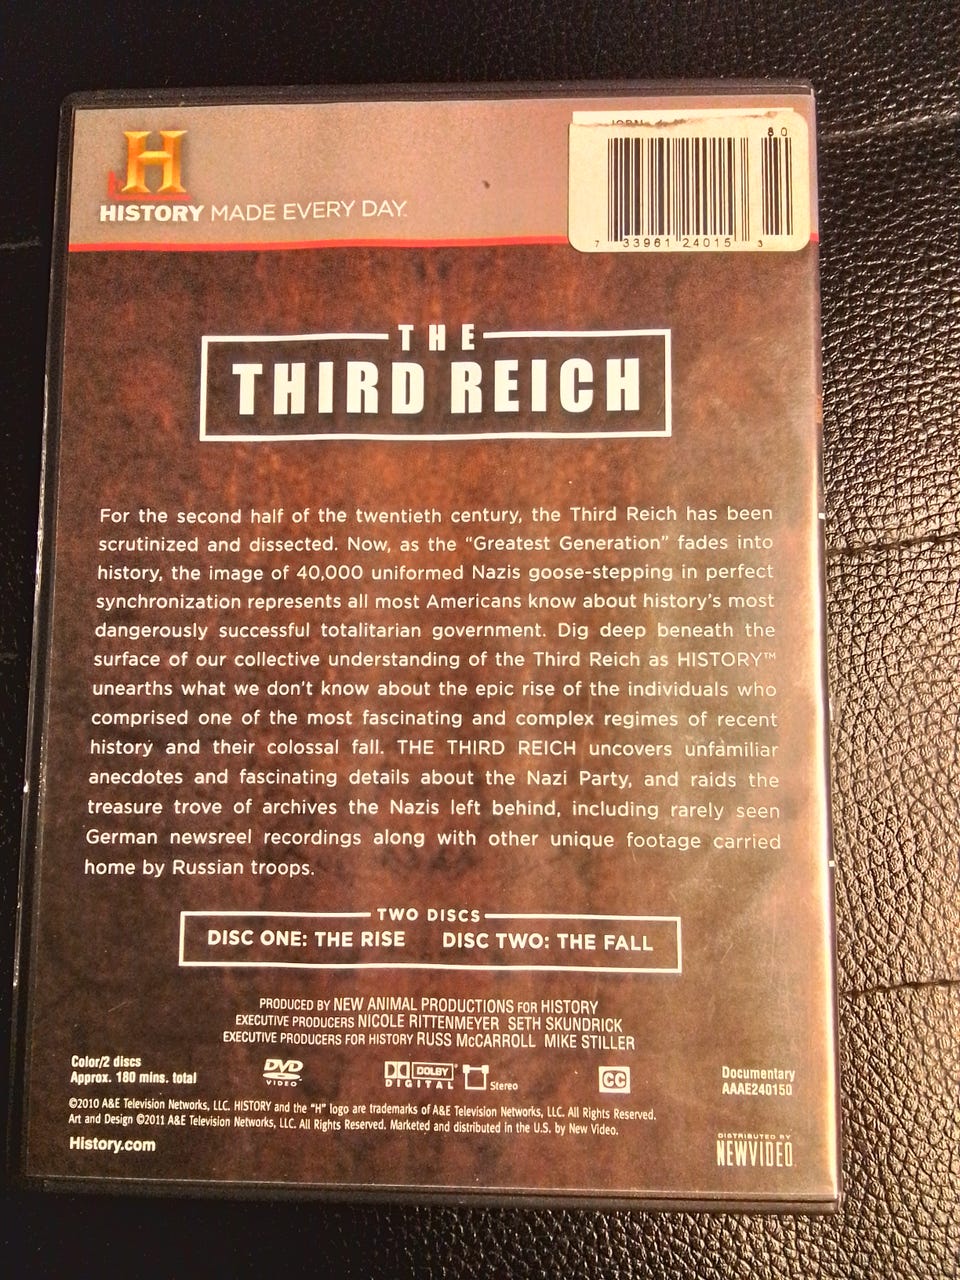 H
HISTORY MADE EVERY DAY.
80
7 33961 24015 3
THE
THIRD REICH
For the second half of the twentieth century, the Third Reich has been
scrutinized and dissected. Now, as the “Greatest Generation” fades into
history, the image of 40,000 uniformed Nazis goose-stepping in perfect
synchronization represents all most Americans know about history’s most
dangerously successful totalitarian government. Dig deep beneath the
surface of our collective understanding of the Third Reich as HISTORY™
unearths what we don’t know about the epic rise of the individuals who
comprised one of the most fascinating and complex regimes of recent
history and their colossal fall. THE THIRD REICH uncovers unfamiliar
anecdotes and fascinating details about the Nazi Party, and raids the
treasure trove of archives the Nazis left behind, including rarely seen
German newsreel recordings along with other unique footage carried
home by Russian troops.
TWO DISCS
DISC ONE: THE RISE DISC TWO: THE FALL
PRODUCED BY NEW ANIMAL PRODUCTIONS FOR HISTORY
EXECUTIVE PRODUCERS NICOLE RITTENMEYER SETH SKUNDRICK
EXECUTIVE PRODUCERS FOR HISTORY RUSS McCARROLL MIKE STILLER
Color/2 discs
Approx. 180 mins. total
DVD
VIDEO
DOLBY
DIGITAL
Stereo
CC
Documentary
AAAE240150
©2010 A&E Television Networks, LLC. HISTORY and the "H" logo are trademarks of A&E Television Networks, LLC. All Rights Reserved.
Art and Design ©2011 A&E Television Networks, LLC. All Rights Reserved. Marketed and distributed in the U.S. by New Video.
History.com
DISTRIBUTED BY
NEWVIDEO